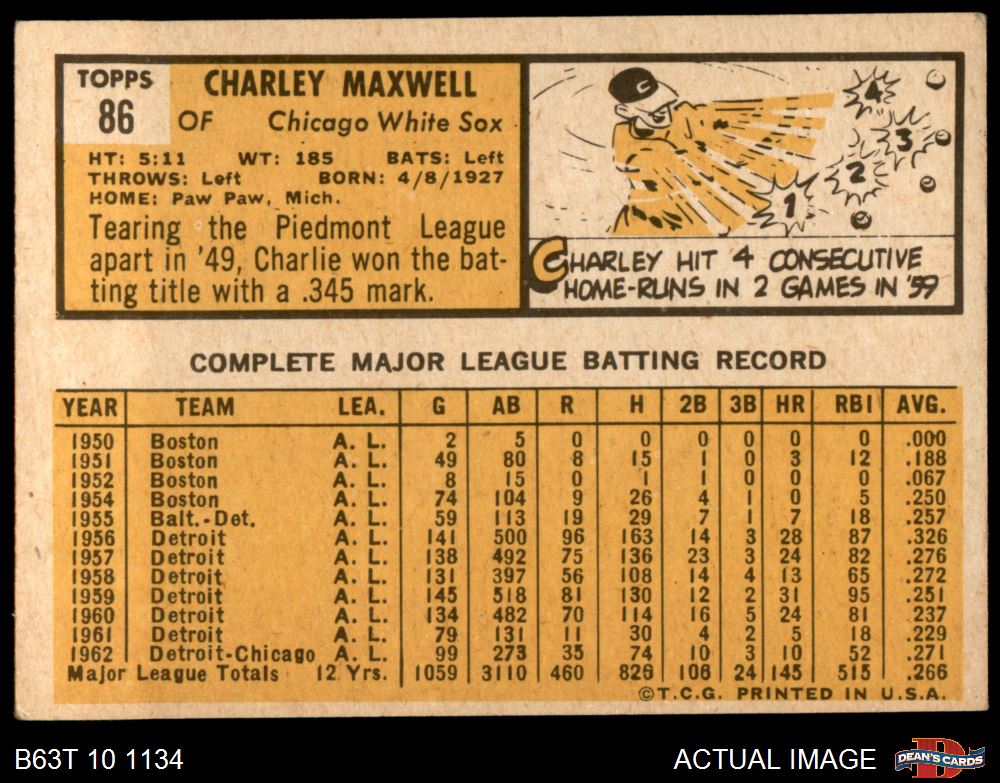 TOPPS
86
CHARLEY MAXWELL
OF Chicago White Sox
HT: 5:11 WT: 185 BATS: Left
THROWS: Left BORN: 4/8/1927
HOME: Paw Paw, Mich.
Tearing the Piedmont League
apart in '49, Charlie won the bat-
ting title with a .345 mark.
C
4
3
2
1
CHARLEY HIT 4 CONSECUTIVE
HOME-RUNS IN 2 GAMES IN '59
COMPLETE MAJOR LEAGUE BATTING RECORD
YEAR TEAM LEA. G AB R H 2B 3B HR RBI AVG.
1950 Boston A. L. 2 5 0 0 0 0 0 0 .000
1951 Boston A. L. 49 80 8 15 1 0 3 12 .188
1952 Boston A. L. 8 15 0 1 1 0 0 0 .067
1954 Boston A. L. 74 104 9 26 4 1 0 5 .250
1955 Balt.-Det. A. L. 59 113 19 29 7 1 7 18 .257
1956 Detroit A. L. 141 500 96 163 14 3 28 87 .326
1957 Detroit A. L. 138 492 75 136 23 3 24 82 .276
1958 Detroit A. L. 131 397 56 108 14 4 13 65 .272
1959 Detroit A. L. 145 518 81 130 12 2 31 95 .251
1960 Detroit A. L. 134 482 70 114 16 5 24 81 .237
1961 Detroit A. L. 79 131 11 30 4 2 5 18 .229
1962 Detroit-Chicago A. L. 99 273 35 74 10 3 10 52 .271
Major League Totals 12 Yrs. 1059 3110 460 826 106 24 145 515 .266
©T.C.G. PRINTED IN U.S.A.
B63T 10 1134
ACTUAL IMAGE
D
DEAN'S CARDS